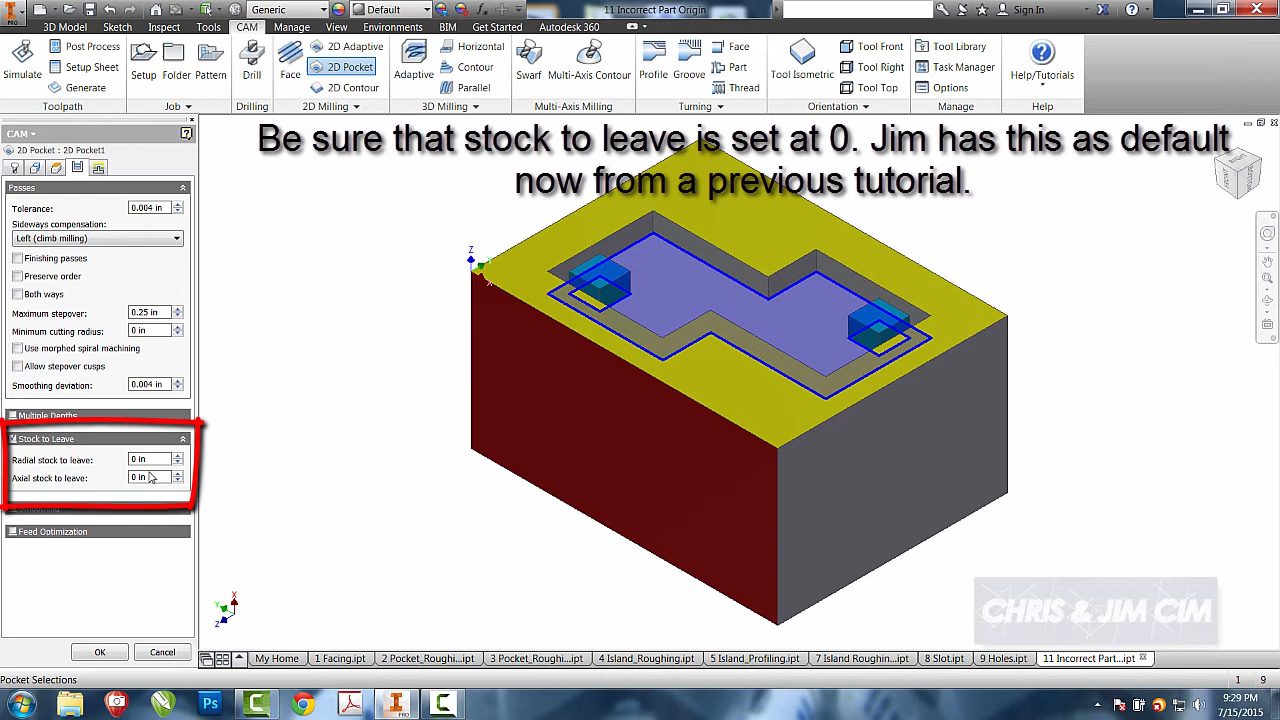 Generic
Default
11 Incorrect Part Origin
Sign In
PRO
3D Model
Sketch
Inspect
Tools
CAM
Manage
View
Environments
BIM
Get Started
Autodesk 360
Simulate
Post Process
Setup Sheet
Generate
Toolpath
Setup
Folder
Job
Drill
Drilling
Face
2D Adaptive
2D Pocket
2D Contour
2D Milling
Adaptive
Horizontal
Contour
Parallel
3D Milling
Swarf
Multi-Axis Contour
Multi-Axis Milling
Profile
Groove
Face
Part
Thread
Turning
Tool Isometric
Tool Front
Tool Right
Tool Top
Orientation
Tool Library
Task Manager
Options
Manage
Help/Tutorials
Help
CAM
2D Pocket : 2D Pocket1
Passes
Tolerance: 0.004 in
Sideways compensation:
Left (climb milling)
Finishing passes
Preserve order
Both ways
Maximum stepover: 0.25 in
Minimum cutting radius: 0 in
Use morphed spiral machining
Allow stepover cusps
Smoothing deviation: 0.004 in
Multiple Depths
Stock to Leave
Radial stock to leave: 0 in
Axial stock to leave: 0 in
Feed Optimization
OK
Cancel
Be sure that stock to leave is set at 0. Jim has this as default
now from a previous tutorial.
Z
X
Y
Z
CHRIS & JIM CIM
My Home
1 Facing.ipt
2 Pocket_Roughi...ipt
3 Pocket_Roughi...ipt
4 Island_Roughing.ipt
5 Island_Profiling.ipt
7 Island Roughin...ipt
8 Slot.ipt
9 Holes.ipt
11 Incorrect Part...ipt
Pocket Selections
1
9
Ps
PRO
9:29 PM
7/15/2015